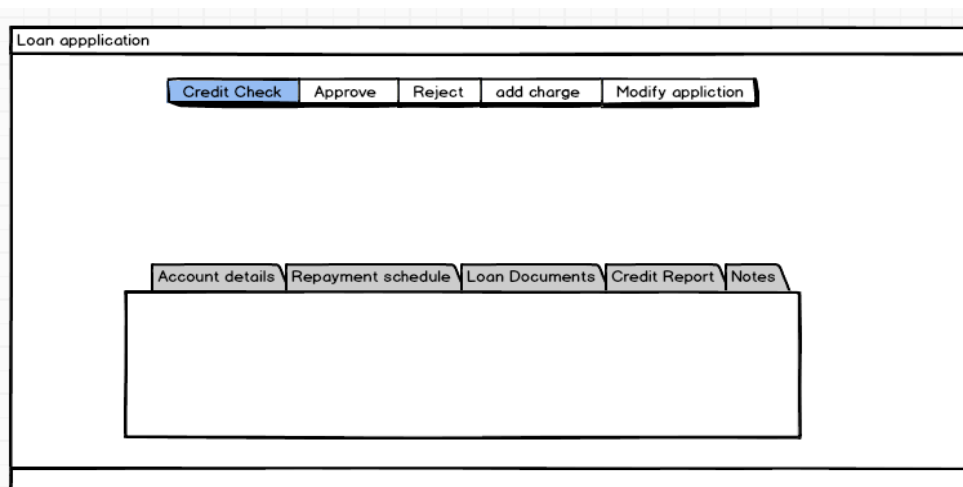 Loan appplication
Credit Check Approve Reject add charge Modify appliction
Account details Repayment schedule Loan Documents Credit Report Notes